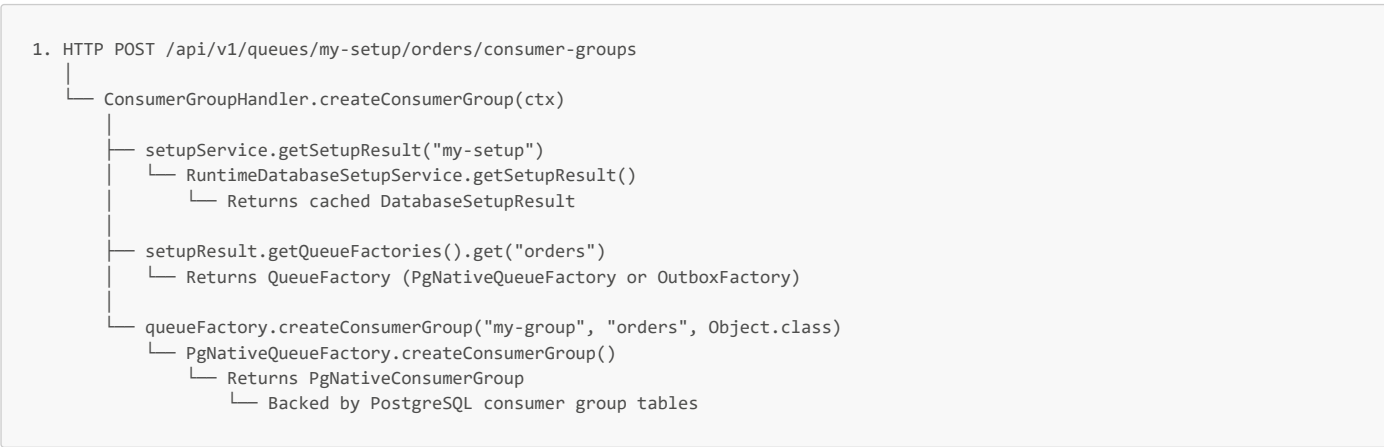 1. HTTP POST /api/v1/queues/my-setup/orders/consumer-groups
   │
   └── ConsumerGroupHandler.createConsumerGroup(ctx)
       │
       ├── setupService.getSetupResult("my-setup")
       │   └── RuntimeDatabaseSetupService.getSetupResult()
       │       └── Returns cached DatabaseSetupResult
       │
       ├── setupResult.getQueueFactories().get("orders")
       │   └── Returns QueueFactory (PgNativeQueueFactory or OutboxFactory)
       │
       └── queueFactory.createConsumerGroup("my-group", "orders", Object.class)
           └── PgNativeQueueFactory.createConsumerGroup()
               └── Returns PgNativeConsumerGroup
                   └── Backed by PostgreSQL consumer group tables